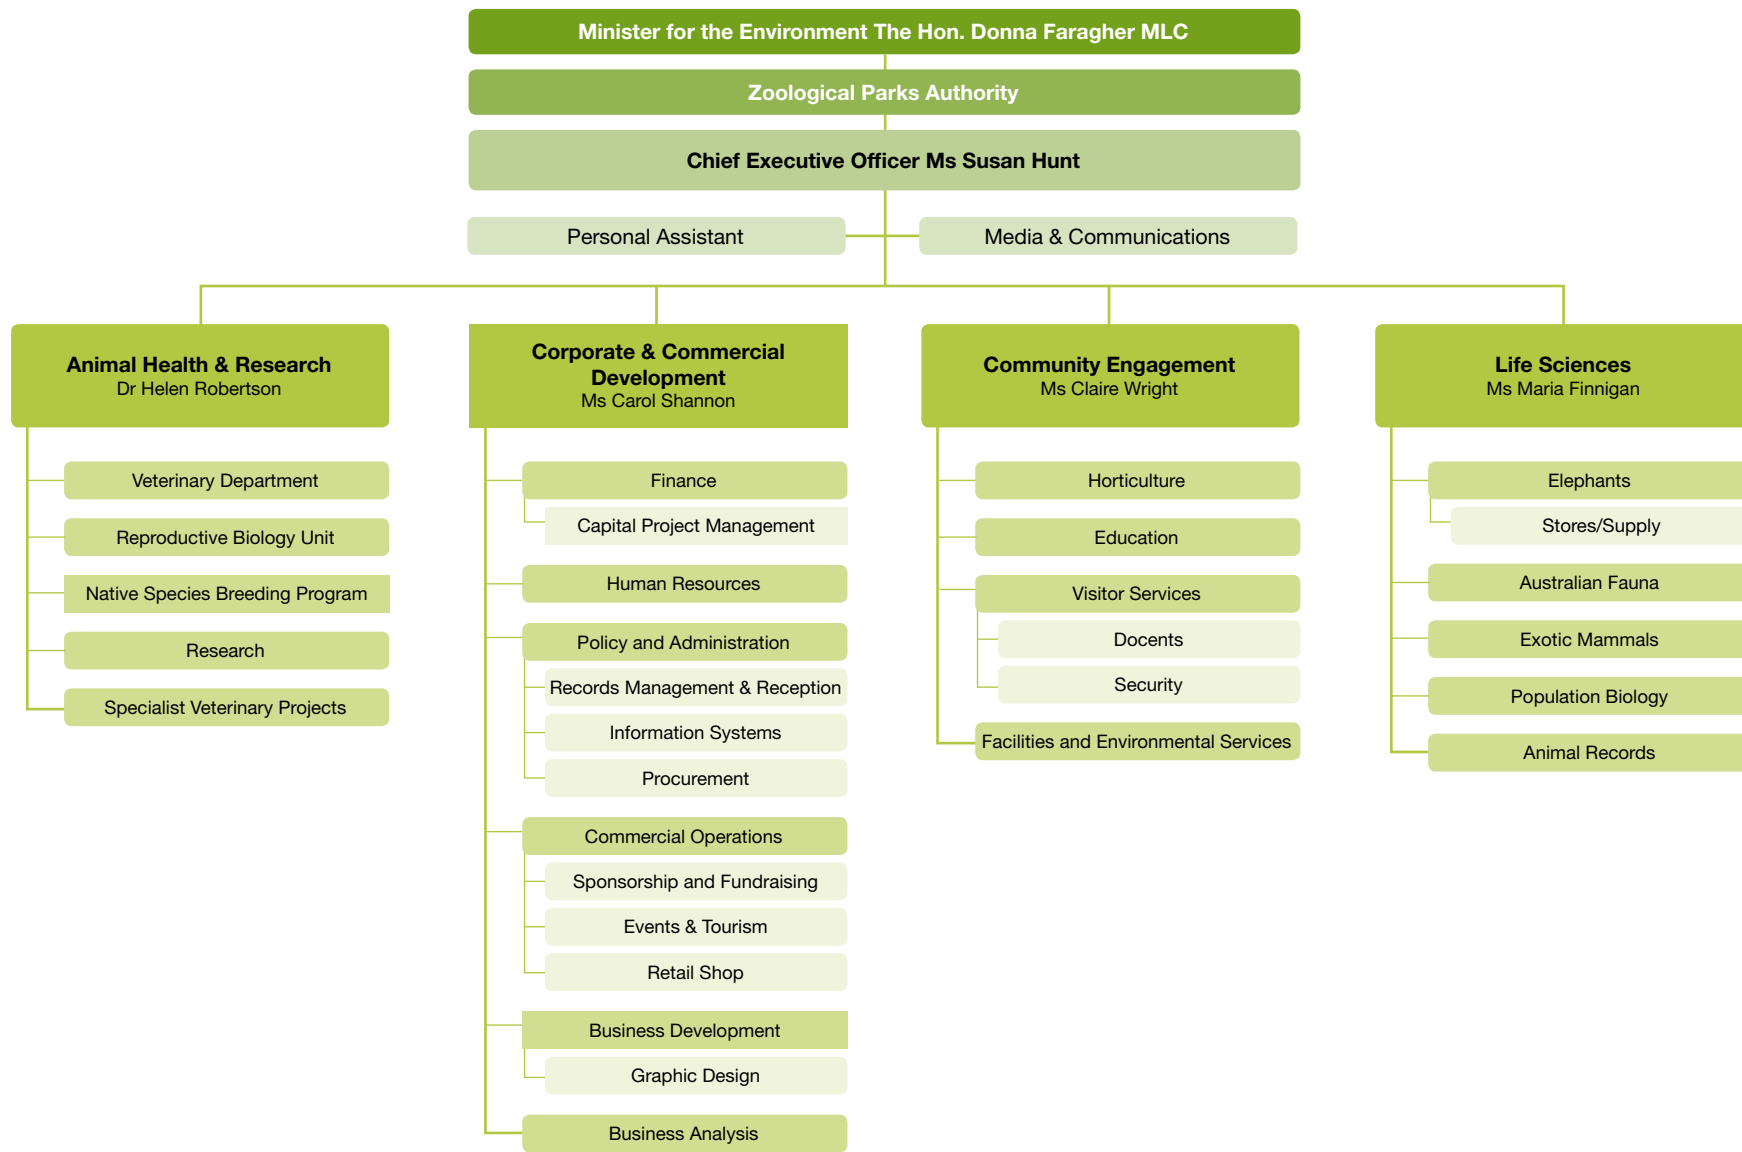 Minister for the Environment The Hon. Donna Faragher MLC
Zoological Parks Authority
Chief Executive Officer Ms Susan Hunt
Personal Assistant
Media & Communications
Animal Health & Research
Dr Helen Robertson
Veterinary Department
Reproductive Biology Unit
Native Species Breeding Program
Research
Specialist Veterinary Projects
Corporate & Commercial
Development
Ms Carol Shannon
Finance
Capital Project Management
Human Resources
Policy and Administration
Records Management & Reception
Information Systems
Procurement
Commercial Operations
Sponsorship and Fundraising
Events & Tourism
Retail Shop
Business Development
Graphic Design
Business Analysis
Community Engagement
Ms Claire Wright
Horticulture
Education
Visitor Services
Docents
Security
Facilities and Environmental Services
Life Sciences
Ms Maria Finnigan
Elephants
Stores/Supply
Australian Fauna
Exotic Mammals
Population Biology
Animal Records